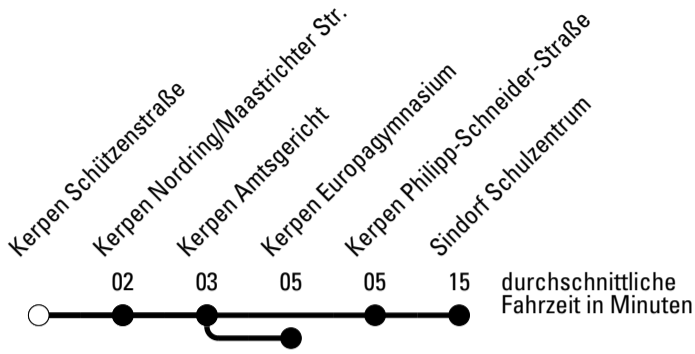 Kerpen Schützenstraße
Kerpen Nordring/Maastrichter Str.
Kerpen Amtsgericht
Kerpen Europagymnasium
Kerpen Philipp-Schneider-Straße
Sindorf Schulzentrum
02 03 05 05 15 durchschnittliche
Fahrzeit in Minuten